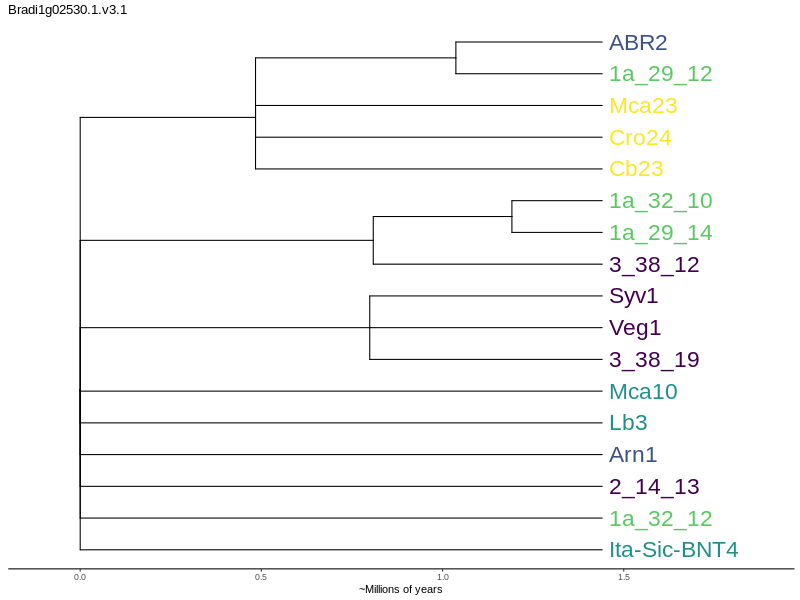 Bradi1g02530.1.v3.1
ABR2
1a_29_12
Mca23
Cro24
Cb23
1a_32_10
1a_29_14
3_38_12
Syv1
Veg1
3_38_19
Mca10
Lb3
Arn1
2_14_13
1a_32_12
Ita-Sic-BNT4
0.0 0.5 1.0 1.5
~Millions of years